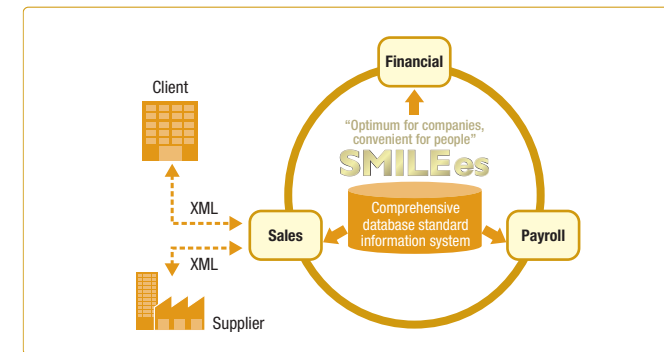 Financial
Client
“Optimum for companies,
convenient for people”
SMILEes
XML
Comprehensive
database standard
information system
Sales
Payroll
XML
Supplier